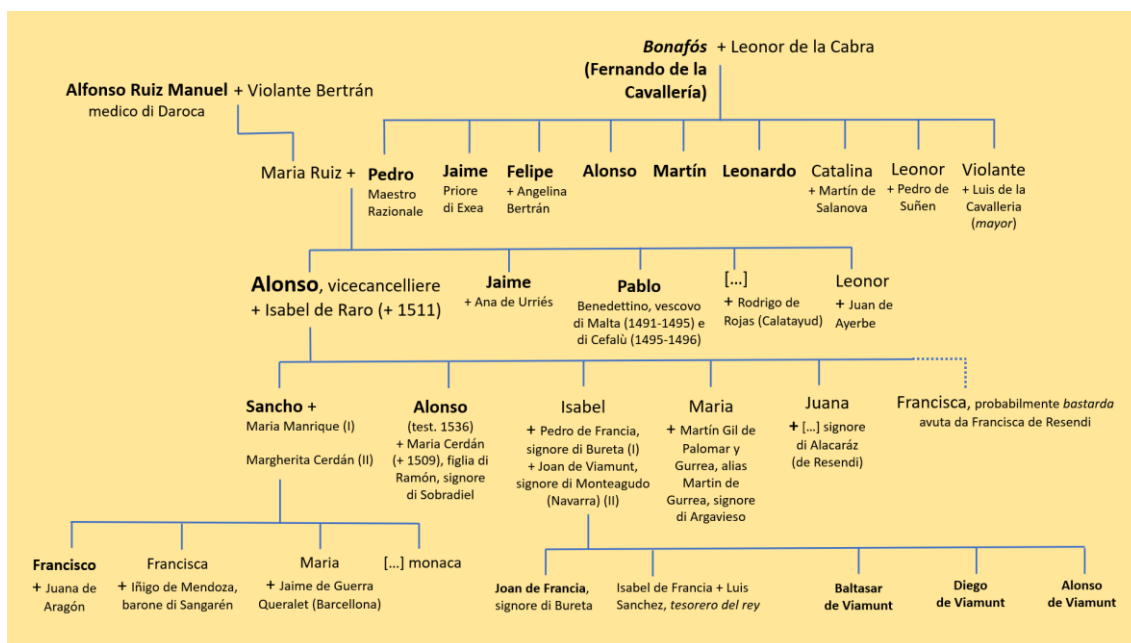 Bonafós + Leonor de la Cabra
(Fernando de la
Cavallería)
Alfonso Ruiz Manuel + Violante Bertrán
medico di Daroca
Maria Ruiz +
Pedro
Maestro
Razionale
Jaime
Priore
di Exea
Felipe
+ Angelina
Bertrán
Alonso
Martín
Leonardo
Catalina
+ Martín de
Salanova
Leonor
+ Pedro de
Suñen
Violante
+ Luis de la
Cavalleria
(mayor)
Alonso, vicecancelliere
+ Isabel de Raro (+ 1511)
Jaime
+ Ana de Urriés
Pablo
Benedettino, vescovo
di Malta (1491-1495) e
di Cefalù (1495-1496)
[...]
+ Rodrigo de
Rojas (Calatayud)
Leonor
+ Juan de
Ayerbe
Sancho +
Maria Manrique (I)
Margherita Cerdán (II)
Alonso
(test. 1536)
+ Maria Cerdán
(+ 1509), figlia di
Ramón, signore
di Sobradiel
Isabel
+ Pedro de Francia,
signore di Bureta (I)
+ Joan de Viamunt,
signore di Monteagudo
(Navarra) (II)
Maria
+ Martín Gil de
Palomar y
Gurrea, alias
Martin de
Gurrea, signore
di Argavieso
Juana
+ [...] signore
di Alacaráz
(de Resendi)
Francisca, probabilmente bastarda
avuta da Francisca de Resendi
Francisco
+ Juana de
Aragón
Francisca
+ Iñigo de Mendoza,
barone di Sangarén
Maria
+ Jaime de Guerra
Queralet (Barcellona)
[...] monaca
Joan de Francia,
signore di Bureta
Isabel de Francia + Luis
Sanchez, tesorero del rey
Baltasar
de Viamunt
Diego
de Viamunt
Alonso
de Viamunt